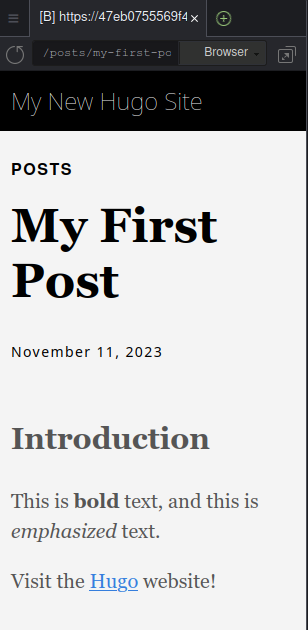 [B] https://47eb0755569f4
/posts/my-first-po
Browser
My New Hugo Site
POSTS
My First
Post
November 11, 2023
Introduction
This is bold text, and this is
emphasized text.
Visit the Hugo website!